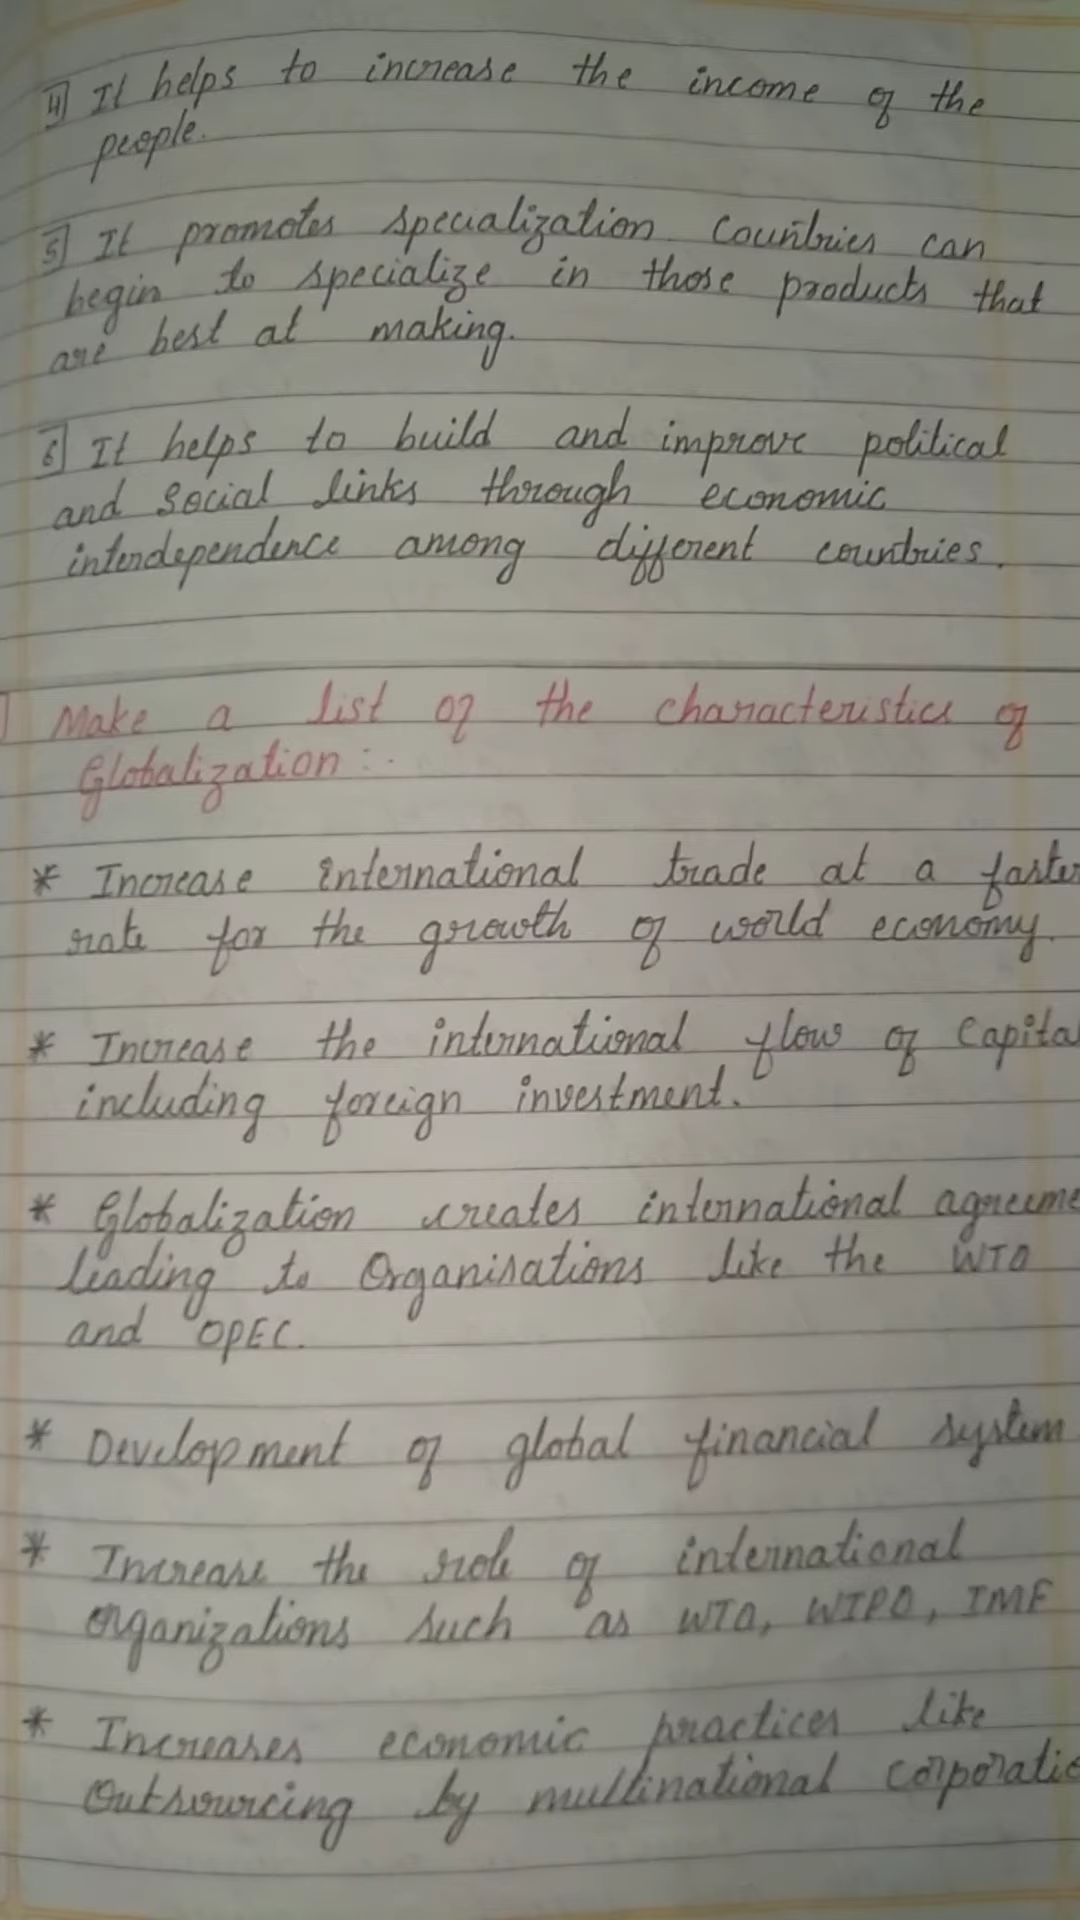 4] It helps to increase the income of the
people.
5] It promotes specialization. Countries can
begin to specialize in those products that
are best at making.
6] It helps to build and improve political
and Social links through economic
interdependence among different countries.
] Make a list of the characteristics of
Globalization :-
* Increase international trade at a faster
rate for the growth of world economy.
* Increase the international flow of Capita
including foreign investment.
* Globalization creates international agreeme
leading to Organisations like the WTO
and OPEC.
* Development of global financial system
* Increase the role of international
organizations such as WTO, WIPO, IMF
* Increases economic practices like
Outsourcing by multinational corporatio